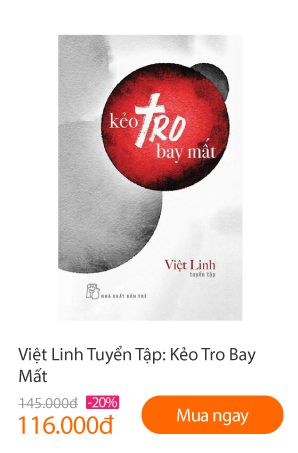 kẻo TRO
bay mất
Việt Linh
tuyển tập
NHÀ XUẤT BẢN TRẺ
Việt Linh Tuyển Tập: Kẻo Tro Bay
Mất
145.000đ -20%
116.000đ
Mua ngay